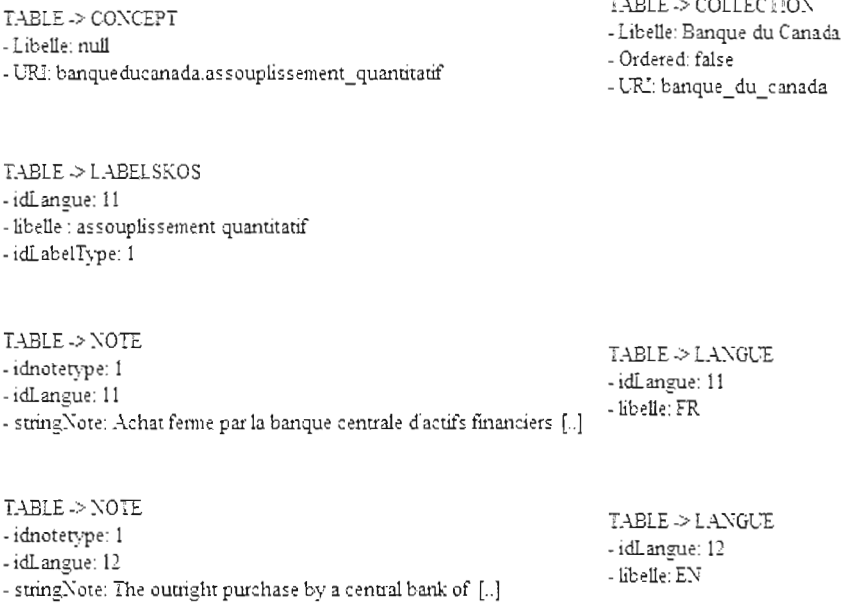 TABLE -> CONCEPT
- Libelle: null
- URI: banqueducanada.assouplissement_quantitatif
TABLE -> COLLECTION
- Libelle: Banque du Canada
- Ordered: false
- URI: banque_du_canada
TABLE -> LABELSKOS
- idLangue: 11
- libelle : assouplissement quantitatif
- idLabelType: 1
TABLE -> NOTE
- idnotetype: 1
- idLangue: 11
- stringNote: Achat ferme par la banque centrale d'actifs financiers [..]
TABLE -> LANGUE
- idLangue: 11
- libelle: FR
TABLE -> NOTE
- idnotetype: 1
- idLangue: 12
- stringNote: The outright purchase by a central bank of [..]
TABLE -> LANGUE
- idLangue: 12
- libelle: EN